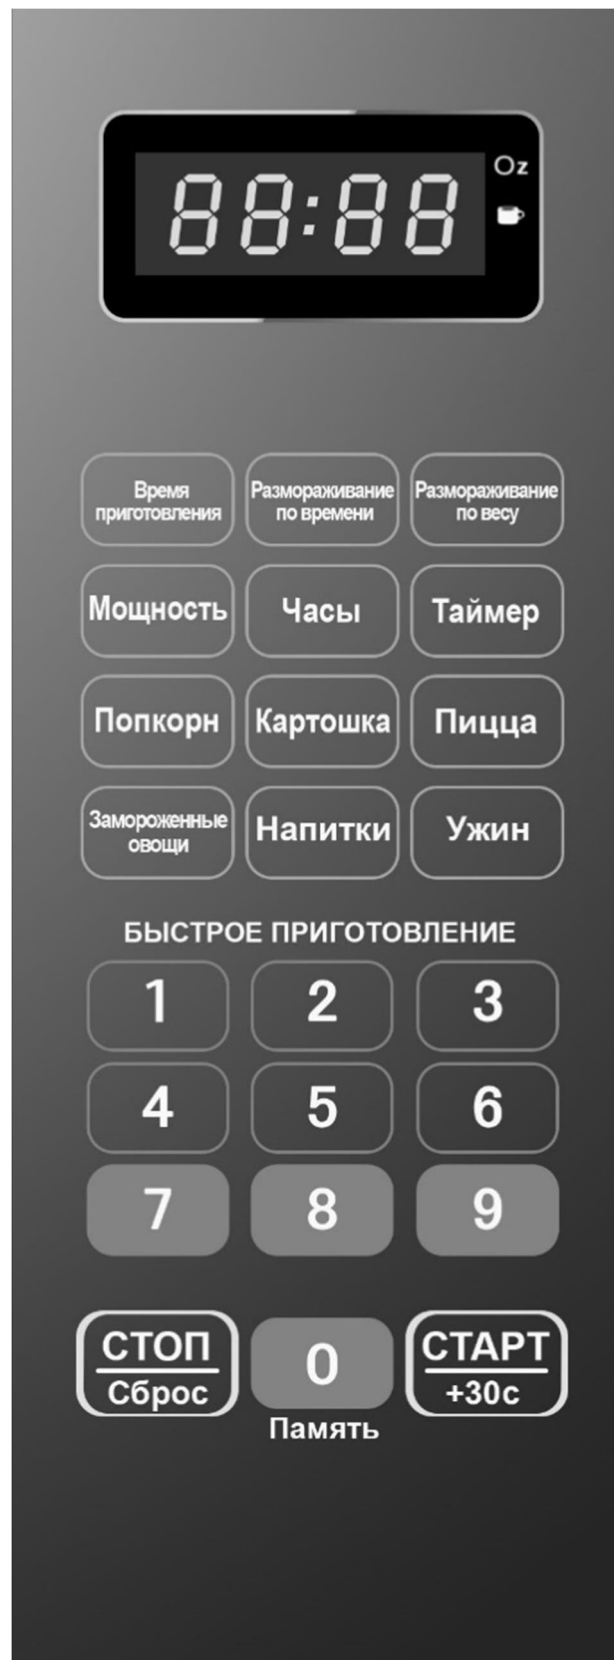 88:88
Oz
Время
приготовления
Размораживание
по времени
Размораживание
по весу
Мощность
Часы
Таймер
Попкорн
Картошка
Пицца
Замороженные
овощи
Напитки
Ужин
БЫСТРОЕ ПРИГОТОВЛЕНИЕ
1
2
3
4
5
6
7
8
9
СТОП
Сброс
0
Память
СТАРТ
+30с